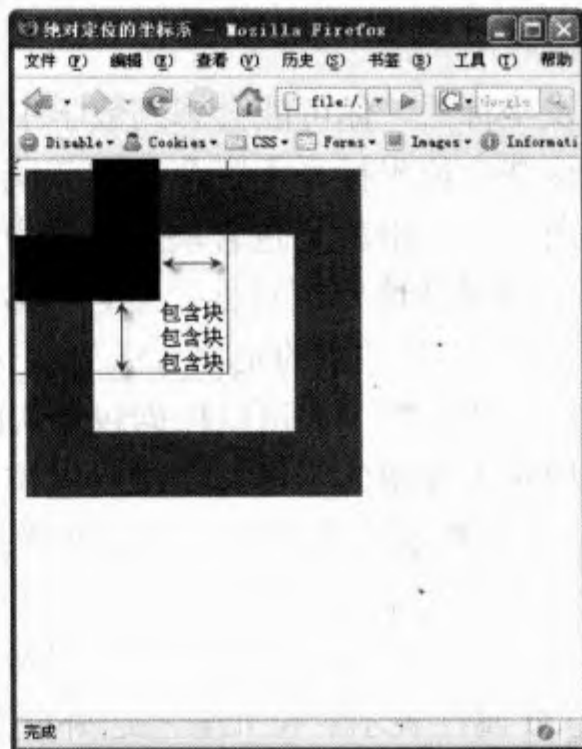 绝对定位的坐标系 - Mozilla Firefox
文件 (F) 编辑 (E) 查看 (V) 历史 (S) 书签 (B) 工具 (T) 帮助
file:/. Google
Disable Cookies CSS Forms Images Informati
包含块
包含块
包含块
完成